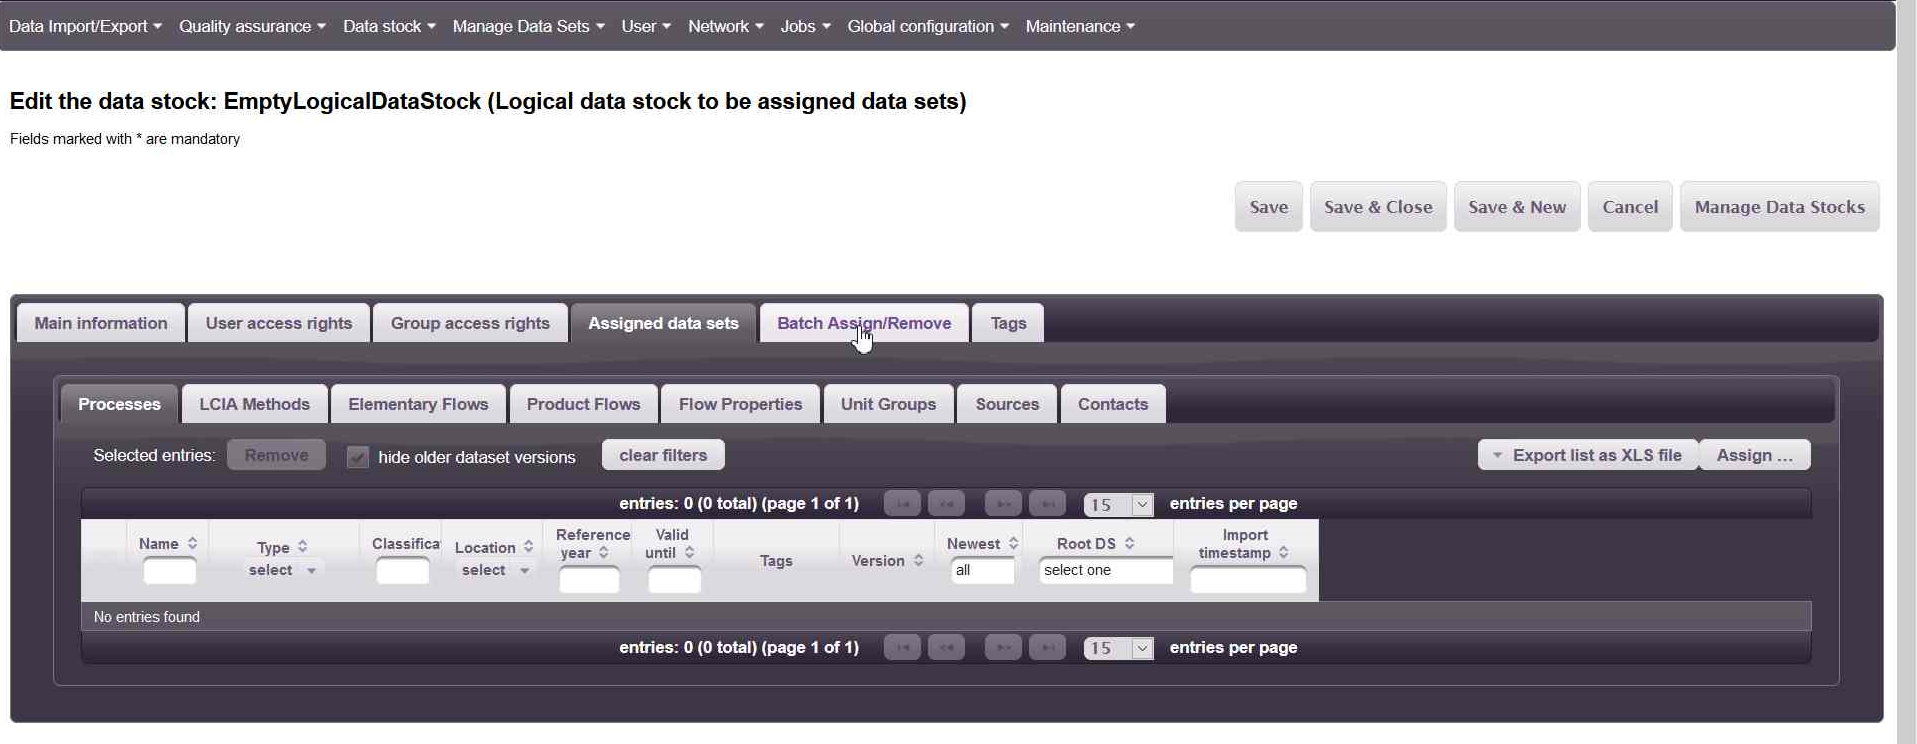 Data Import/Export Quality assurance Data stock Manage Data Sets User Network Jobs Global configuration Maintenance
Edit the data stock: EmptyLogicalDataStock (Logical data stock to be assigned data sets)
Fields marked with * are mandatory
Save Save & Close Save & New Cancel Manage Data Stocks
Main information User access rights Group access rights Assigned data sets Batch Assign/Remove Tags
Processes LCIA Methods Elementary Flows Product Flows Flow Properties Unit Groups Sources Contacts
Selected entries: Remove hide older dataset versions clear filters Export list as XLS file Assign ...
entries: 0 (0 total) (page 1 of 1) 15 entries per page
Name Type Classifica Location Reference year Valid until Tags Version Newest Root DS Import timestamp
select select all select one
No entries found
entries: 0 (0 total) (page 1 of 1) 15 entries per page